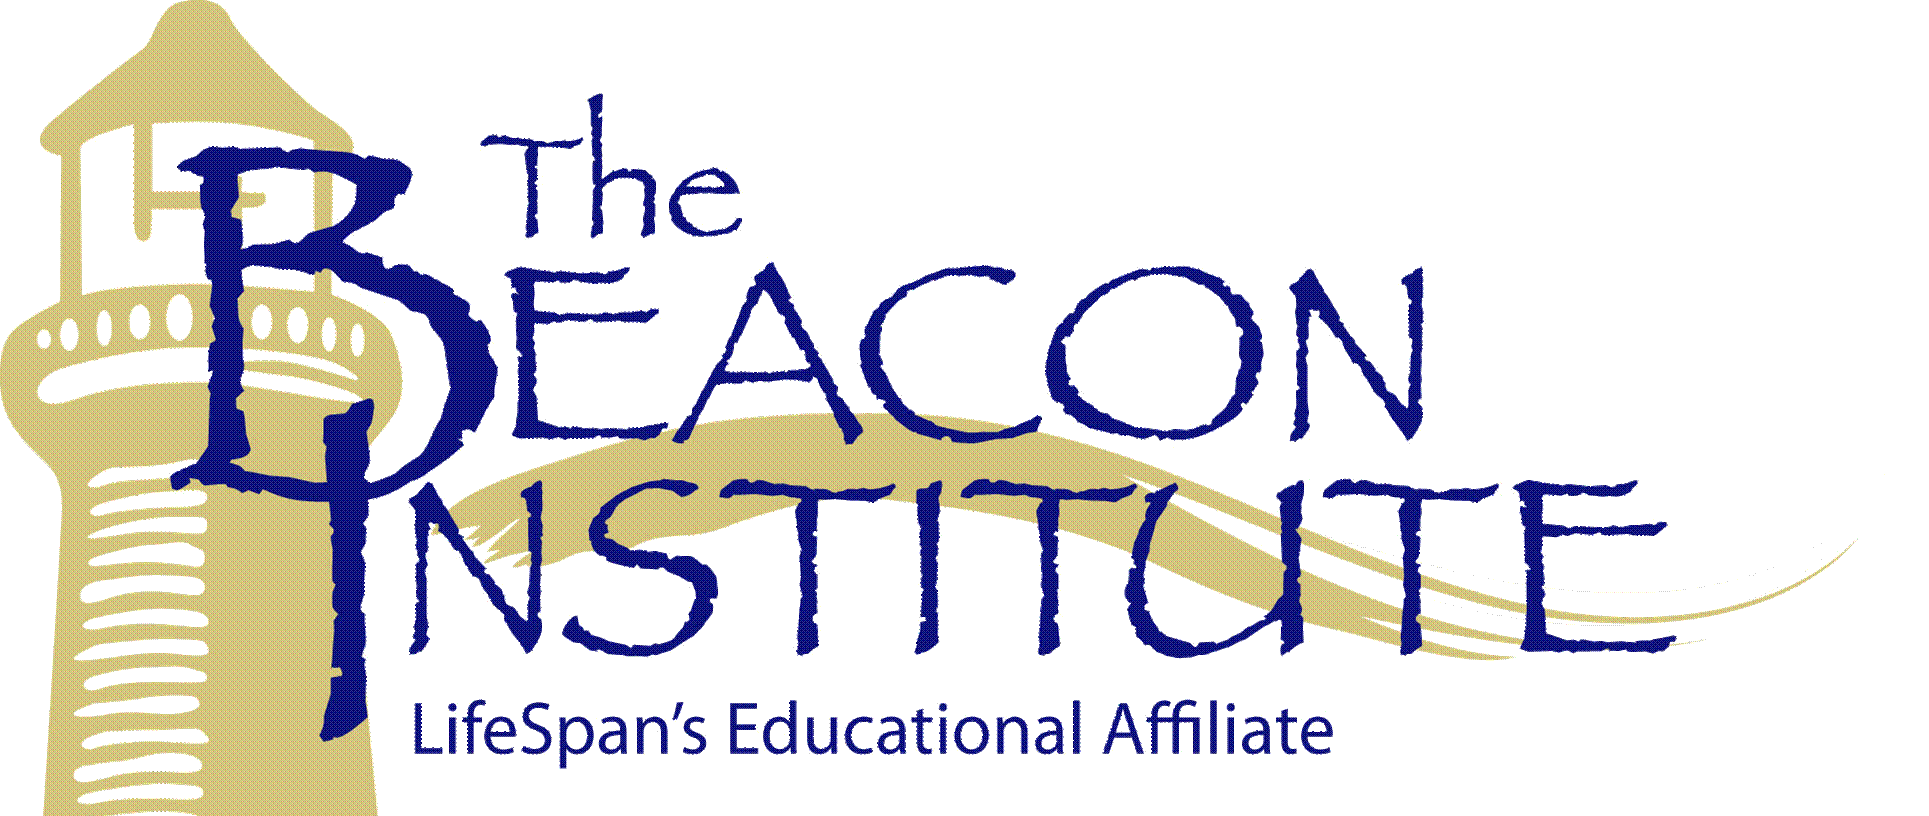 The
BEACON
INSTITUTE
LifeSpan’s Educational Affiliate